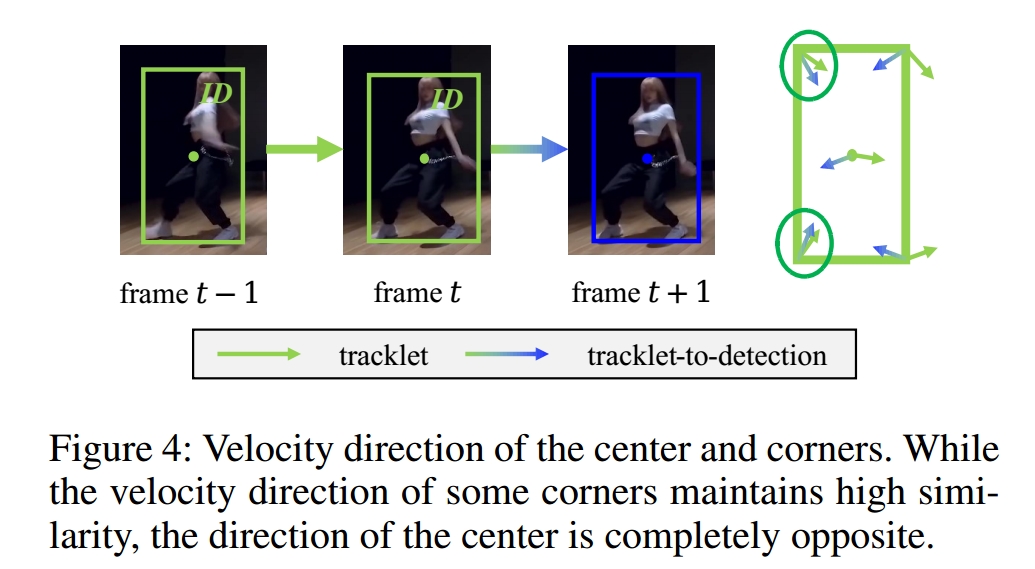 ID
ID
frame t − 1
frame t
frame t + 1
tracklet
tracklet-to-detection
Figure 4: Velocity direction of the center and corners. While
the velocity direction of some corners maintains high simi-
larity, the direction of the center is completely opposite.